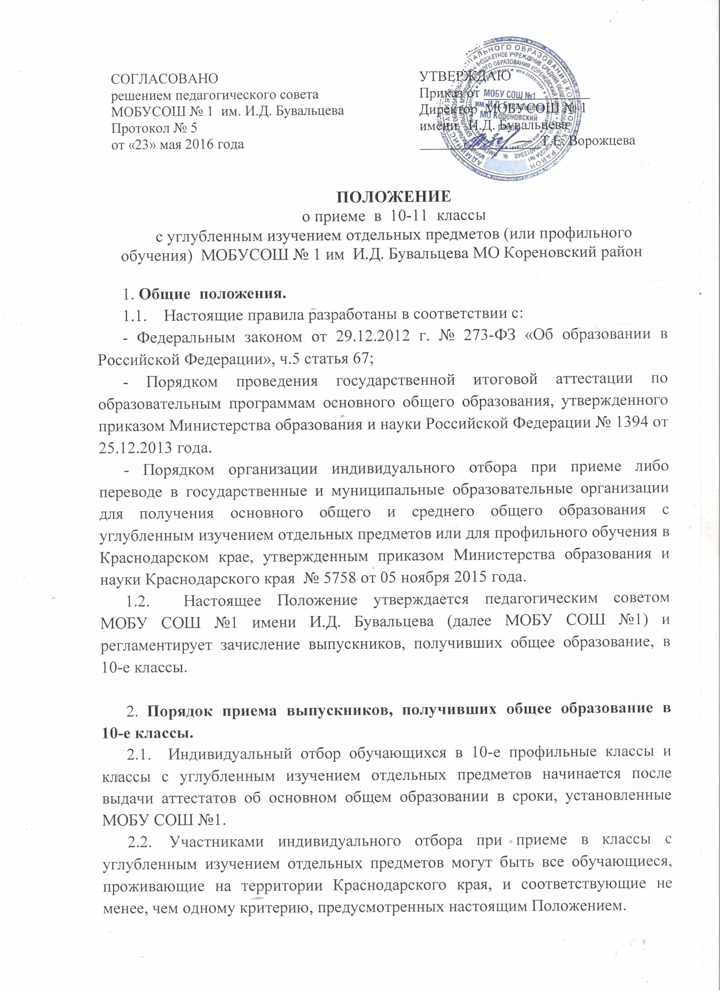 СОГЛАСОВАНО
решением педагогического совета
МОБУСОШ № 1 им. И.Д. Бувальцева
Протокол № 5
от «23» мая 2016 года
УТВЕРЖДАЮ
Приказ от
Директор МОБУСОШ № 1
имени И.Д. Бувальцева
Т.Е. Ворожцева
МОБУ СОШ №1
им. И.Д. Бувальцева
МО Кореновский
район
ПОЛОЖЕНИЕ
о приеме в 10-11 классы
с углубленным изучением отдельных предметов (или профильного
обучения) МОБУСОШ № 1 им И.Д. Бувальцева МО Кореновский район
1. Общие положения.
1.1. Настоящие правила разработаны в соответствии с:
- Федеральным законом от 29.12.2012 г. № 273-ФЗ «Об образовании в
Российской Федерации», ч.5 статья 67;
- Порядком проведения государственной итоговой аттестации по
образовательным программам основного общего образования, утвержденного
приказом Министерства образования и науки Российской Федерации № 1394 от
25.12.2013 года.
- Порядком организации индивидуального отбора при приеме либо
переводе в государственные и муниципальные образовательные организации
для получения основного общего и среднего общего образования с
углубленным изучением отдельных предметов или для профильного обучения в
Краснодарском крае, утвержденным приказом Министерства образования и
науки Краснодарского края № 5758 от 05 ноября 2015 года.
1.2. Настоящее Положение утверждается педагогическим советом
МОБУ СОШ №1 имени И.Д. Бувальцева (далее МОБУ СОШ №1) и
регламентирует зачисление выпускников, получивших общее образование, в
10-е классы.
2. Порядок приема выпускников, получивших общее образование в
10-е классы.
2.1. Индивидуальный отбор обучающихся в 10-е профильные классы и
классы с углубленным изучением отдельных предметов начинается после
выдачи аттестатов об основном общем образовании в сроки, установленные
МОБУ СОШ №1.
2.2. Участниками индивидуального отбора при приеме в классы с
углубленным изучением отдельных предметов могут быть все обучающиеся,
проживающие на территории Краснодарского края, и соответствующие не
менее, чем одному критерию, предусмотренных настоящим Положением.